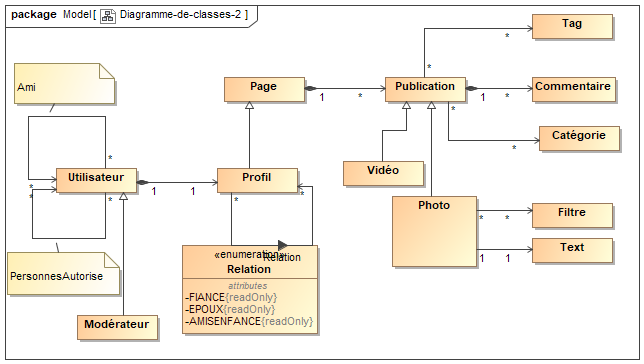 package Model [ Diagramme-de-classes-2 ]
Tag
*
*
Ami
Page
1
*
Publication
1
*
Commentaire
*
*
Catégorie
*
*
*
*
Utilisateur
1
1
Profil
Vidéo
*
*
Photo
*
*
Filtre
1
1
Text
PersonnesAutorise
Relation
«enumeration»
Relation
attributes
-FIANCE{readOnly}
-EPOUX{readOnly}
-AMISENFANCE{readOnly}
Modérateur